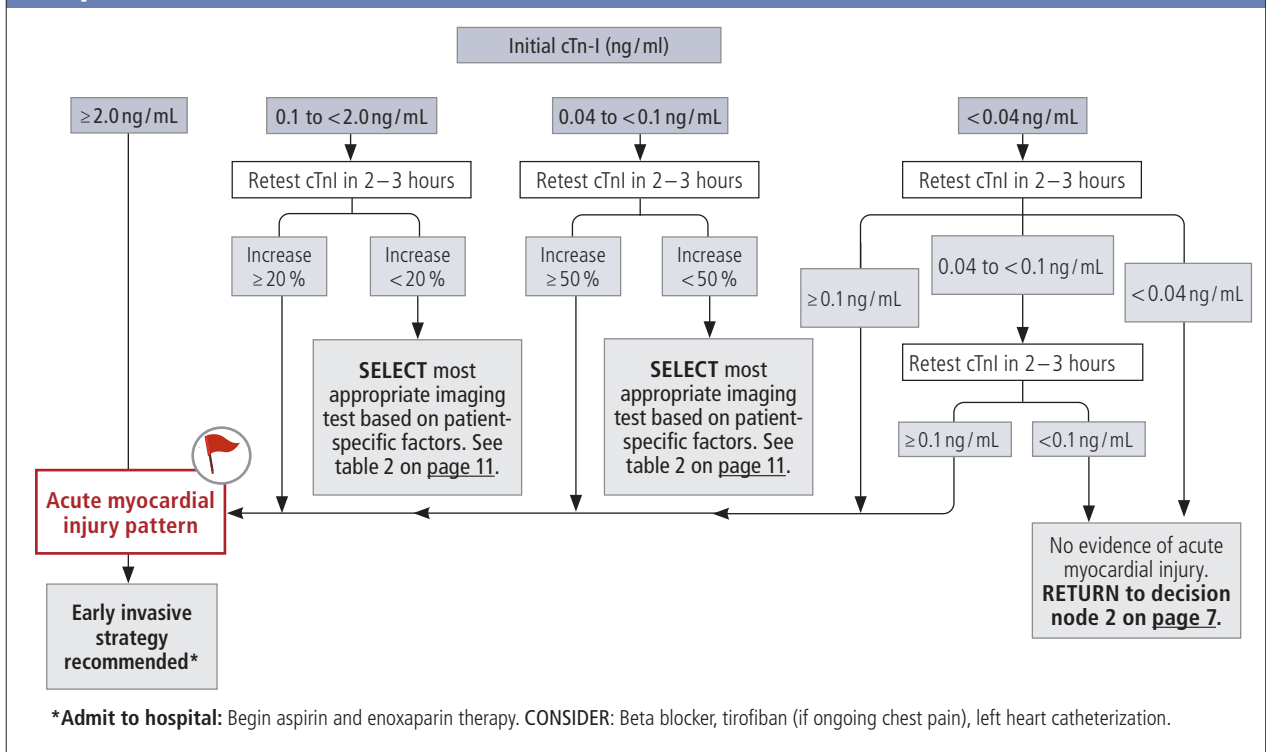 Initial cTn-I (ng/ml)
≥2.0 ng/mL
0.1 to <2.0 ng/mL
0.04 to <0.1 ng/mL
<0.04 ng/mL
Retest cTnI in 2–3 hours
Retest cTnI in 2–3 hours
Retest cTnI in 2–3 hours
Increase
≥20 %
Increase
<20 %
Increase
≥50 %
Increase
<50 %
≥0.1 ng/mL
0.04 to <0.1 ng/mL
<0.04 ng/mL
SELECT most
appropriate imaging
test based on patient-
specific factors. See
table 2 on page 11.
SELECT most
appropriate imaging
test based on patient-
specific factors. See
table 2 on page 11.
Retest cTnI in 2–3 hours
≥0.1 ng/mL
<0.1 ng/mL
Acute myocardial
injury pattern
No evidence of acute
myocardial injury.
RETURN to decision
node 2 on page 7.
Early invasive
strategy
recommended*
*Admit to hospital: Begin aspirin and enoxaparin therapy. CONSIDER: Beta blocker, tirofiban (if ongoing chest pain), left heart catheterization.